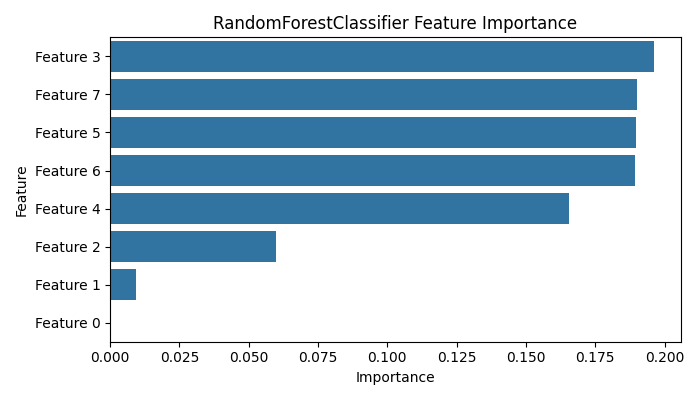 RandomForestClassifier Feature Importance
Feature 3
Feature 7
Feature 5
Feature 6
Feature 4
Feature 2
Feature 1
Feature 0
Feature
0.000 0.025 0.050 0.075 0.100 0.125 0.150 0.175 0.200
Importance